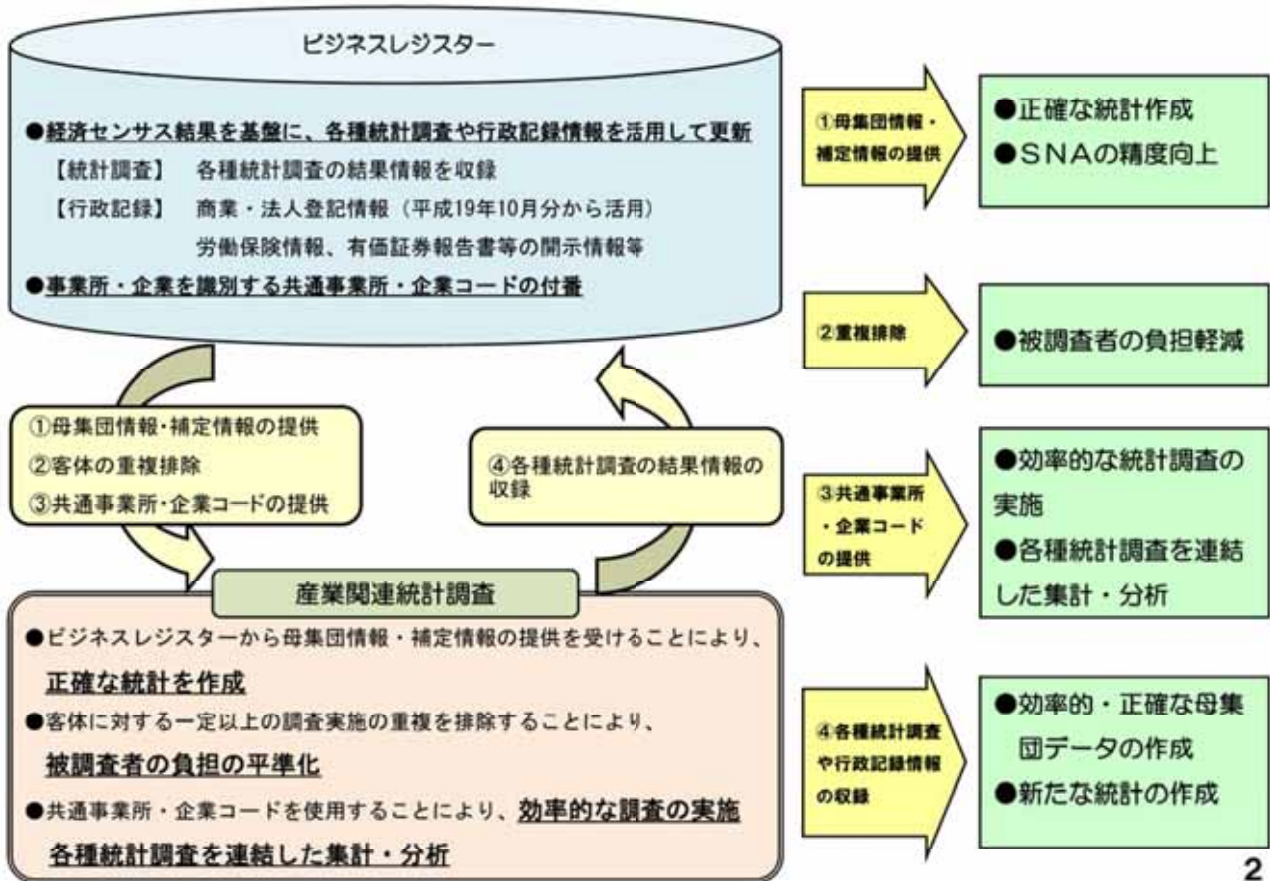 ビジネスレジスター
●経済センサス結果を基盤に、各種統計調査や行政記録情報を活用して更新
【統計調査】 各種統計調査の結果情報を収録
【行政記録】 商業・法人登記情報（平成19年10月分から活用）
労働保険情報、有価証券報告書等の開示情報等
●事業所・企業を識別する共通事業所・企業コードの付番
①母集団情報・補定情報の提供
②客体の重複排除
③共通事業所・企業コードの提供
④各種統計調査の結果情報の
収録
産業関連統計調査
●ビジネスレジスターから母集団情報・補定情報の提供を受けることにより、
正確な統計を作成
●客体に対する一定以上の調査実施の重複を排除することにより、
被調査者の負担の平準化
●共通事業所・企業コードを使用することにより、効率的な調査の実施
各種統計調査を連結した集計・分析
①母集団情報・
補定情報の提供
●正確な統計作成
●ＳＮＡの精度向上
②重複排除
●被調査者の負担軽減
③共通事業所
・企業コード
の提供
●効率的な統計調査の
実施
●各種統計調査を連結
した集計・分析
④各種統計調査
や行政記録情報
の収録
●効率的・正確な母集
団データの作成
●新たな統計の作成
2